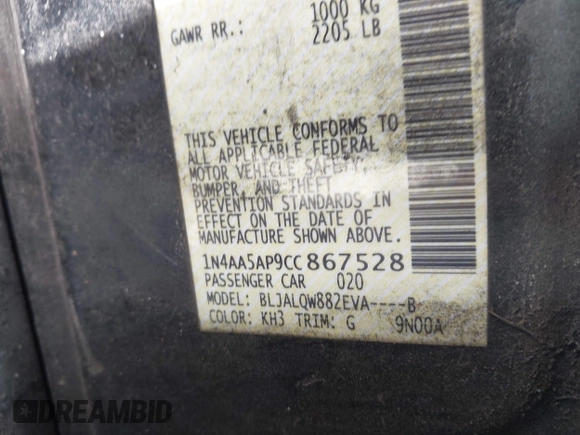 GAWR RR.: 1000 KG
2205 LB
THIS VEHICLE CONFORMS TO
ALL APPLICABLE FEDERAL
MOTOR VEHICLE SAFETY,
BUMPER, AND THEFT
PREVENTION STANDARDS IN
EFFECT ON THE DATE OF
MANUFACTURE SHOWN ABOVE.
1N4AA5AP9CC867528
PASSENGER CAR 020
MODEL: BLJALQW882EVA----B
COLOR: KH3 TRIM: G 9N00A
DREAMBID